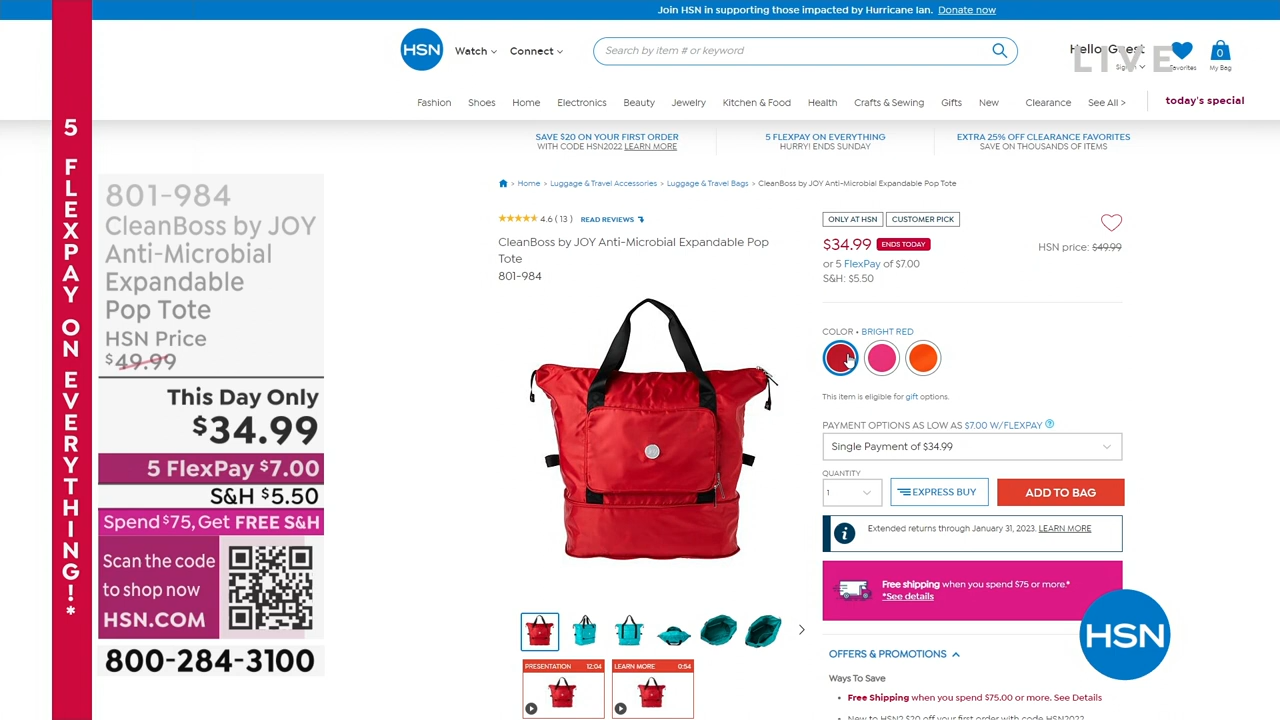 Join HSN in supporting those impacted by Hurricane Ian. Donate now
HSN
Watch
Connect
Search by item # or keyword
Hello, Guest
LIVE
Favorites
0
My Bag
Fashion
Shoes
Home
Electronics
Beauty
Jewelry
Kitchen & Food
Health
Crafts & Sewing
Gifts
New
Clearance
See All >
today's special
SAVE $20 ON YOUR FIRST ORDER
WITH CODE HSN2022 LEARN MORE
5 FLEXPAY ON EVERYTHING
HURRY! ENDS SUNDAY
EXTRA 25% OFF CLEARANCE FAVORITES
SAVE ON THOUSANDS OF ITEMS
5 FLEXPAY ON EVERYTHING!*
801-984
CleanBoss by JOY
Anti-Microbial
Expandable
Pop Tote
HSN Price
$49.99
This Day Only
$34.99
5 FlexPay $7.00
S&H $5.50
Spend $75, Get FREE S&H
Scan the code
to shop now
HSN.COM
800-284-3100
> Home > Luggage & Travel Accessories > Luggage & Travel Bags > CleanBoss by JOY Anti-Microbial Expandable Pop Tote
4.6 ( 13 ) READ REVIEWS
CleanBoss by JOY Anti-Microbial Expandable Pop
Tote
801-984
PRESENTATION 12:04
LEARN MORE 0:54
ONLY AT HSN
CUSTOMER PICK
$34.99 ENDS TODAY
HSN price: $49.99
or 5 FlexPay of $7.00
S&H: $5.50
COLOR • BRIGHT RED
This item is eligible for gift options.
PAYMENT OPTIONS AS LOW AS $7.00 W/FLEXPAY ?
Single Payment of $34.99
QUANTITY
1
EXPRESS BUY
ADD TO BAG
Extended returns through January 31, 2023. LEARN MORE
Free shipping when you spend $75 or more.*
*See details
HSN
OFFERS & PROMOTIONS
Ways To Save
• Free Shipping when you spend $75.00 or more. See Details
• New to HSN? $20 off your first order with code HSN2022